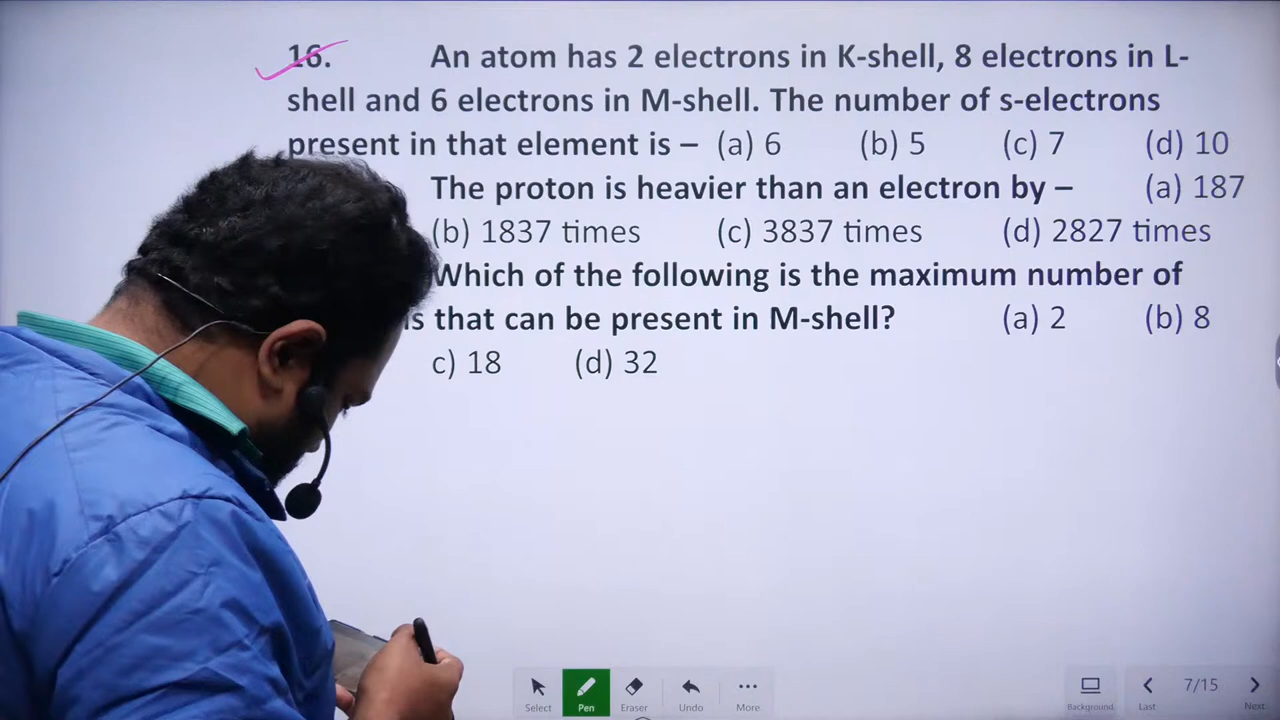 16. An atom has 2 electrons in K-shell, 8 electrons in L-
shell and 6 electrons in M-shell. The number of s-electrons
present in that element is – (a) 6 (b) 5 (c) 7 (d) 10
The proton is heavier than an electron by – (a) 187
(b) 1837 times (c) 3837 times (d) 2827 times
Which of the following is the maximum number of
that can be present in M-shell? (a) 2 (b) 8
c) 18 (d) 32
Select Pen Eraser Undo More Background Last 7/15 Next